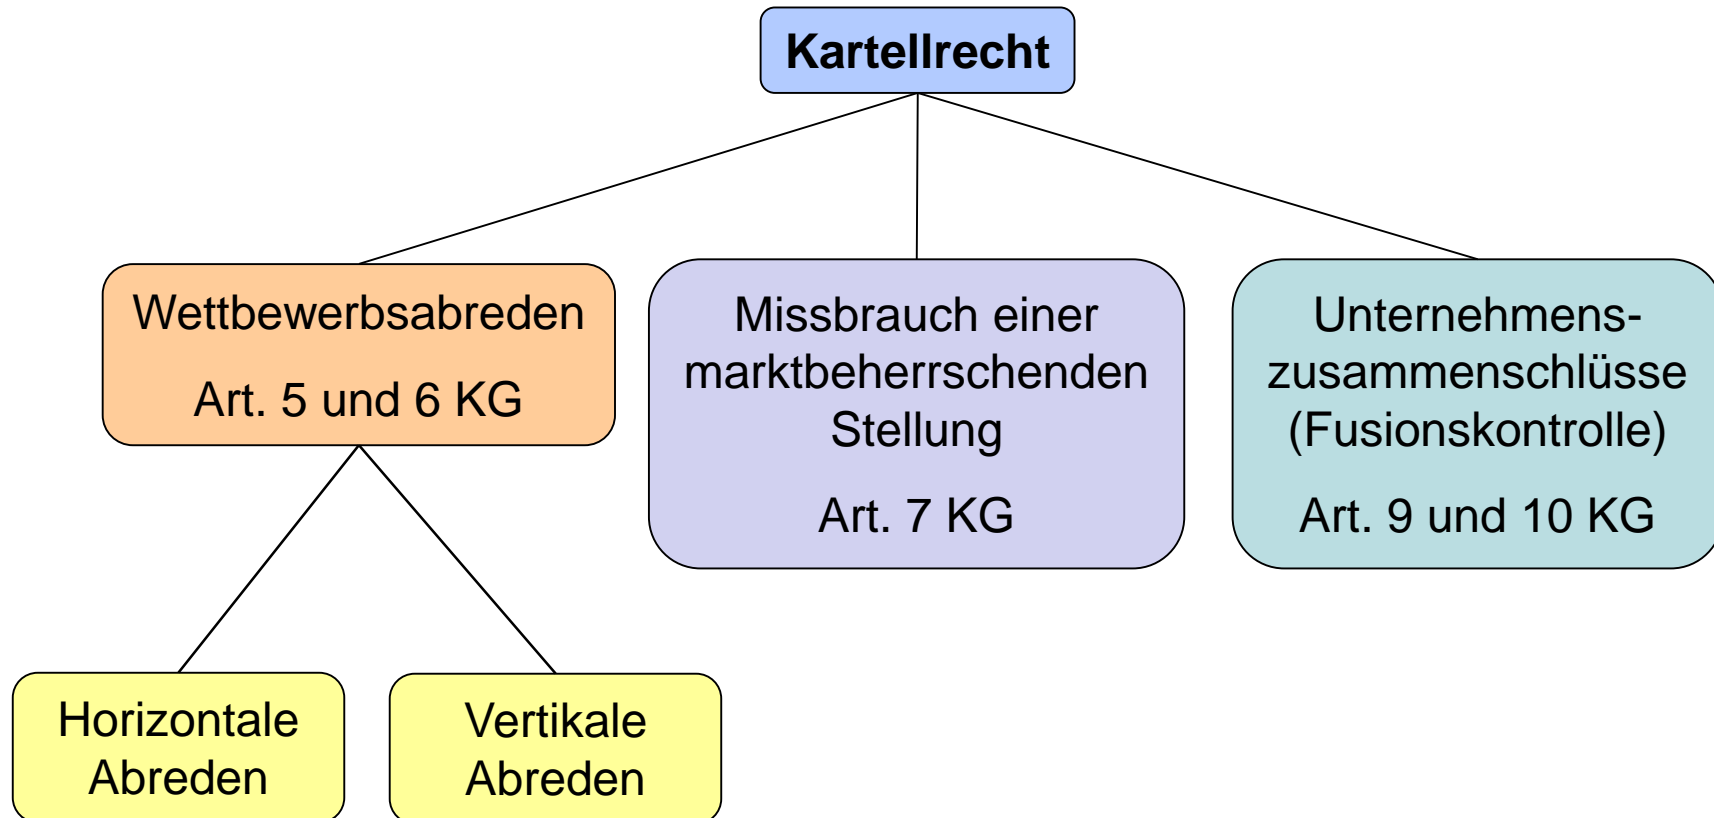 Kartellrecht
Wettbewerbsabreden
Art. 5 und 6 KG
Missbrauch einer
marktbeherrschenden
Stellung
Art. 7 KG
Unternehmens-
zusammenschlüsse
(Fusionskontrolle)
Art. 9 und 10 KG
Horizontale
Abreden
Vertikale
Abreden